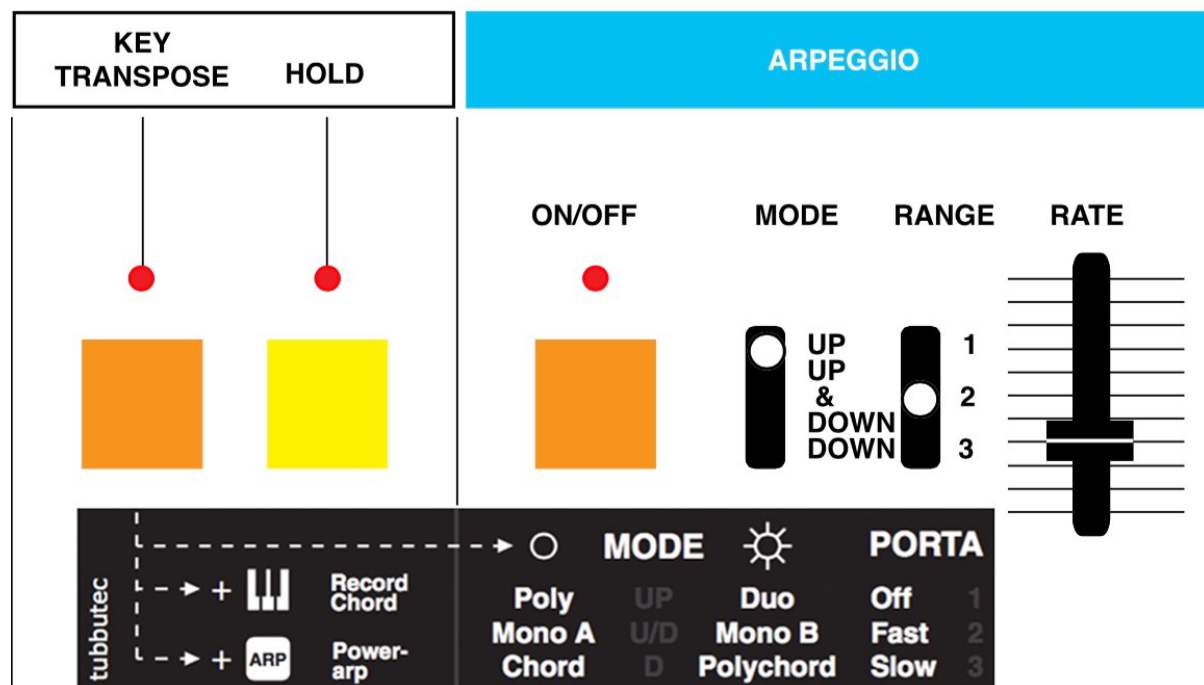 KEY
TRANSPOSE
HOLD
ARPEGGIO
ON/OFF
MODE
RANGE
RATE
UP
UP
&
DOWN
DOWN
1
2
3
tubbutec
+ Record
Chord
+ ARP Power-
arp
MODE PORTA
Poly UP Duo Off 1
Mono A U/D Mono B Fast 2
Chord D Polychord Slow 3